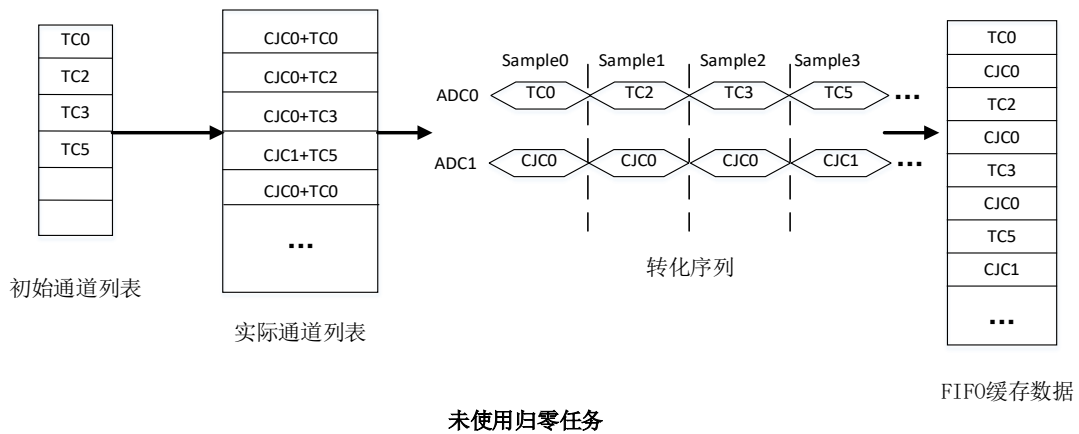 TC0
TC2
TC3
TC5
初始通道列表
CJC0+TC0
CJC0+TC2
CJC0+TC3
CJC1+TC5
CJC0+TC0
...
实际通道列表
Sample0 Sample1 Sample2 Sample3
ADC0 TC0 TC2 TC3 TC5 ...
ADC1 CJC0 CJC0 CJC0 CJC1 ...
转化序列
TC0
CJC0
TC2
CJC0
TC3
CJC0
TC5
CJC1
...
FIFO缓存数据
未使用归零任务